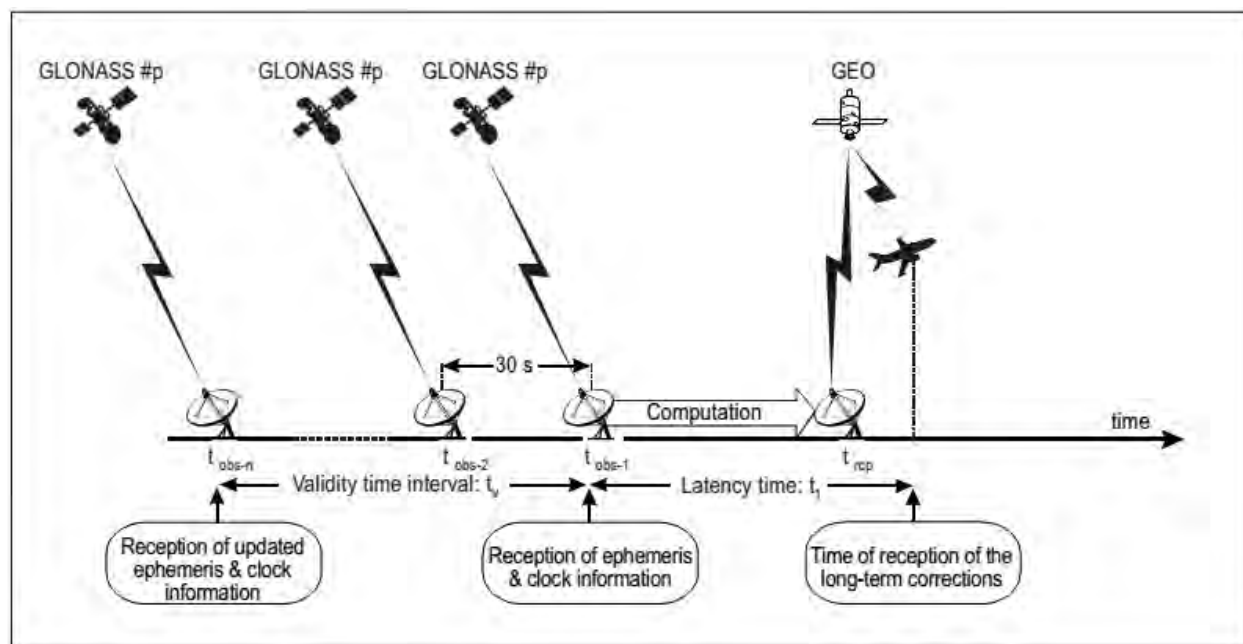 GLONASS #p
GLONASS #p
GLONASS #p
GEO
30 s
Computation
time
t obs-n
t obs-2
t obs-1
t rcp
Validity time interval: tv
Latency time: t1
Reception of updated
ephemeris & clock
information
Reception of ephemeris
& clock information
Time of reception of the
long-term corrections